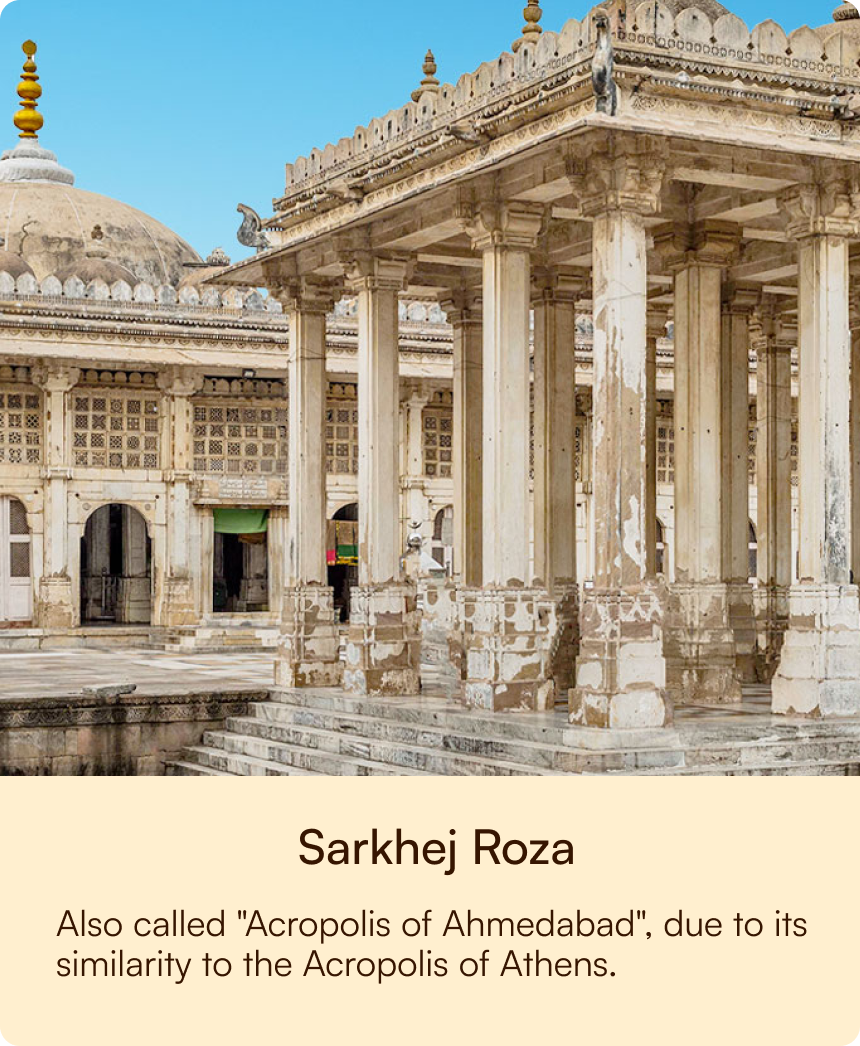 Sarkhej Roza
Also called "Acropolis of Ahmedabad", due to its
similarity to the Acropolis of Athens.